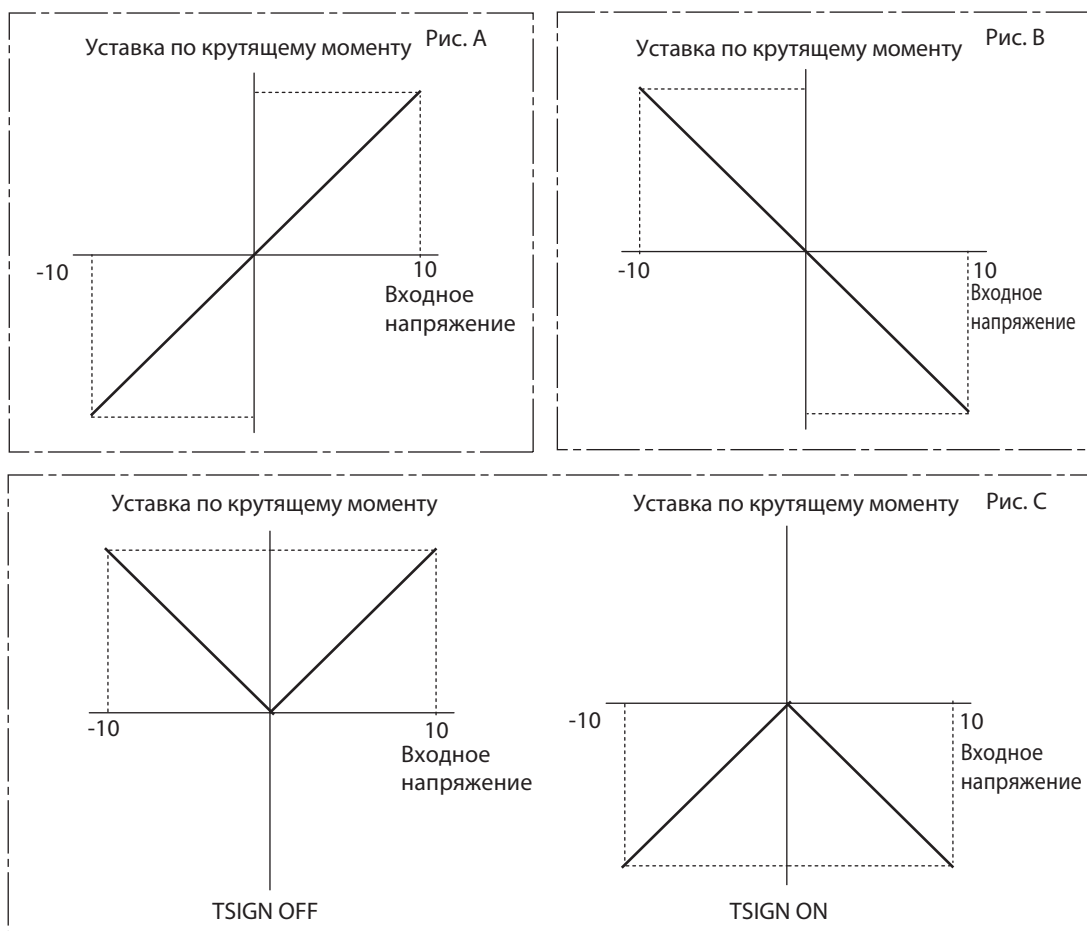 Уставка по крутящему моменту Рис. A
-10
10
Входное
напряжение
Уставка по крутящему моменту Рис. B
-10
10
Входное
напряжение
Уставка по крутящему моменту
-10
10
Входное
напряжение
TSIGN OFF
Уставка по крутящему моменту Рис. C
-10
10
Входное
напряжение
TSIGN ON